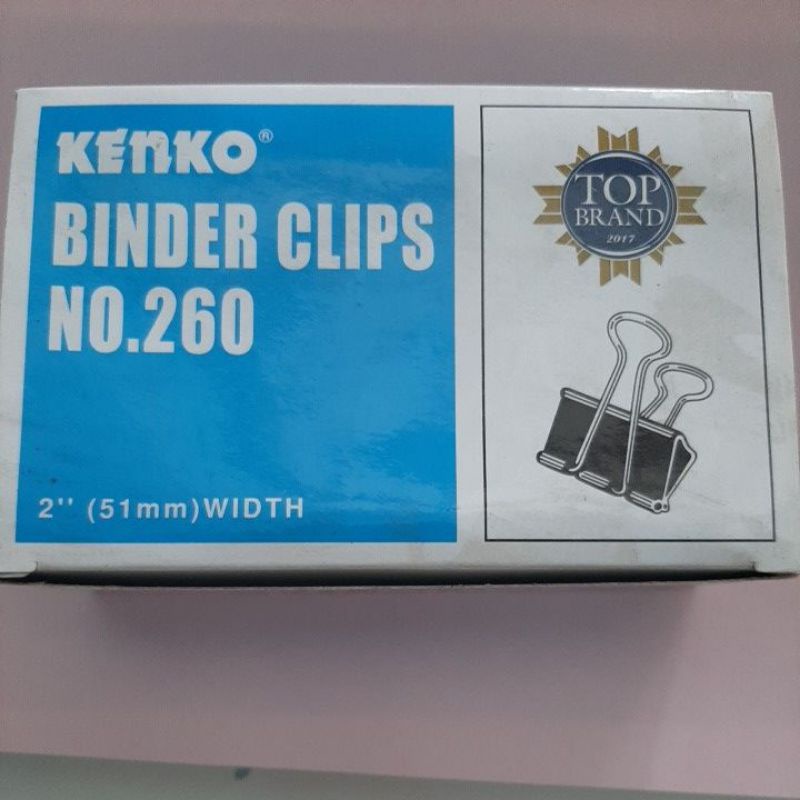 KENKO®
BINDER CLIPS
NO.260
2'' (51mm)WIDTH
TOP
BRAND
2017